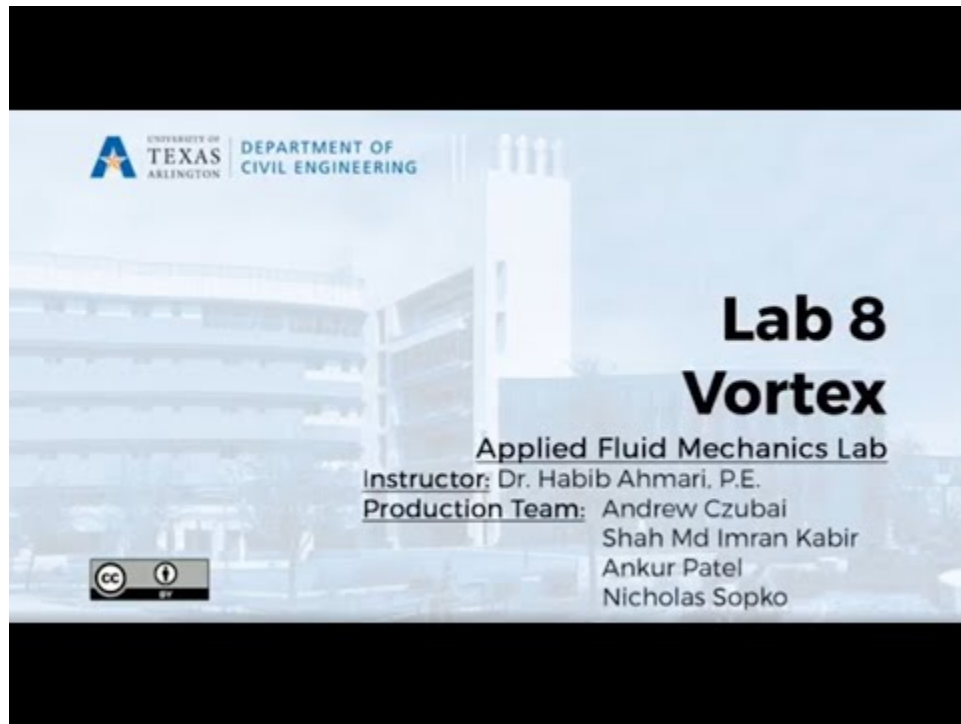 UNIVERSITY OF
TEXAS
ARLINGTON
DEPARTMENT OF
CIVIL ENGINEERING
Lab 8
Vortex
Applied Fluid Mechanics Lab
Instructor: Dr. Habib Ahmari, P.E.
Production Team: Andrew Czubai
Shah Md Imran Kabir
Ankur Patel
Nicholas Sopko
cc
BY